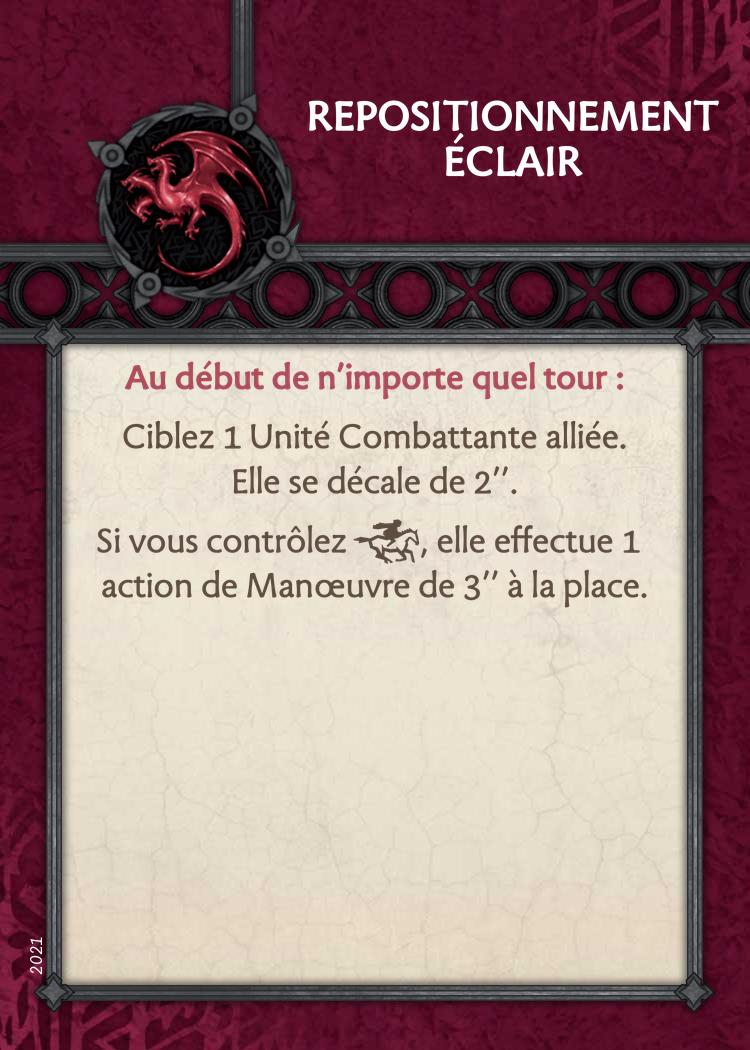 REPOSITIONNEMENT
ÉCLAIR
Au début de n'importe quel tour :
Ciblez 1 Unité Combattante alliée.
Elle se décale de 2''.
Si vous contrôlez , elle effectue 1
action de Manœuvre de 3'' à la place.
2021